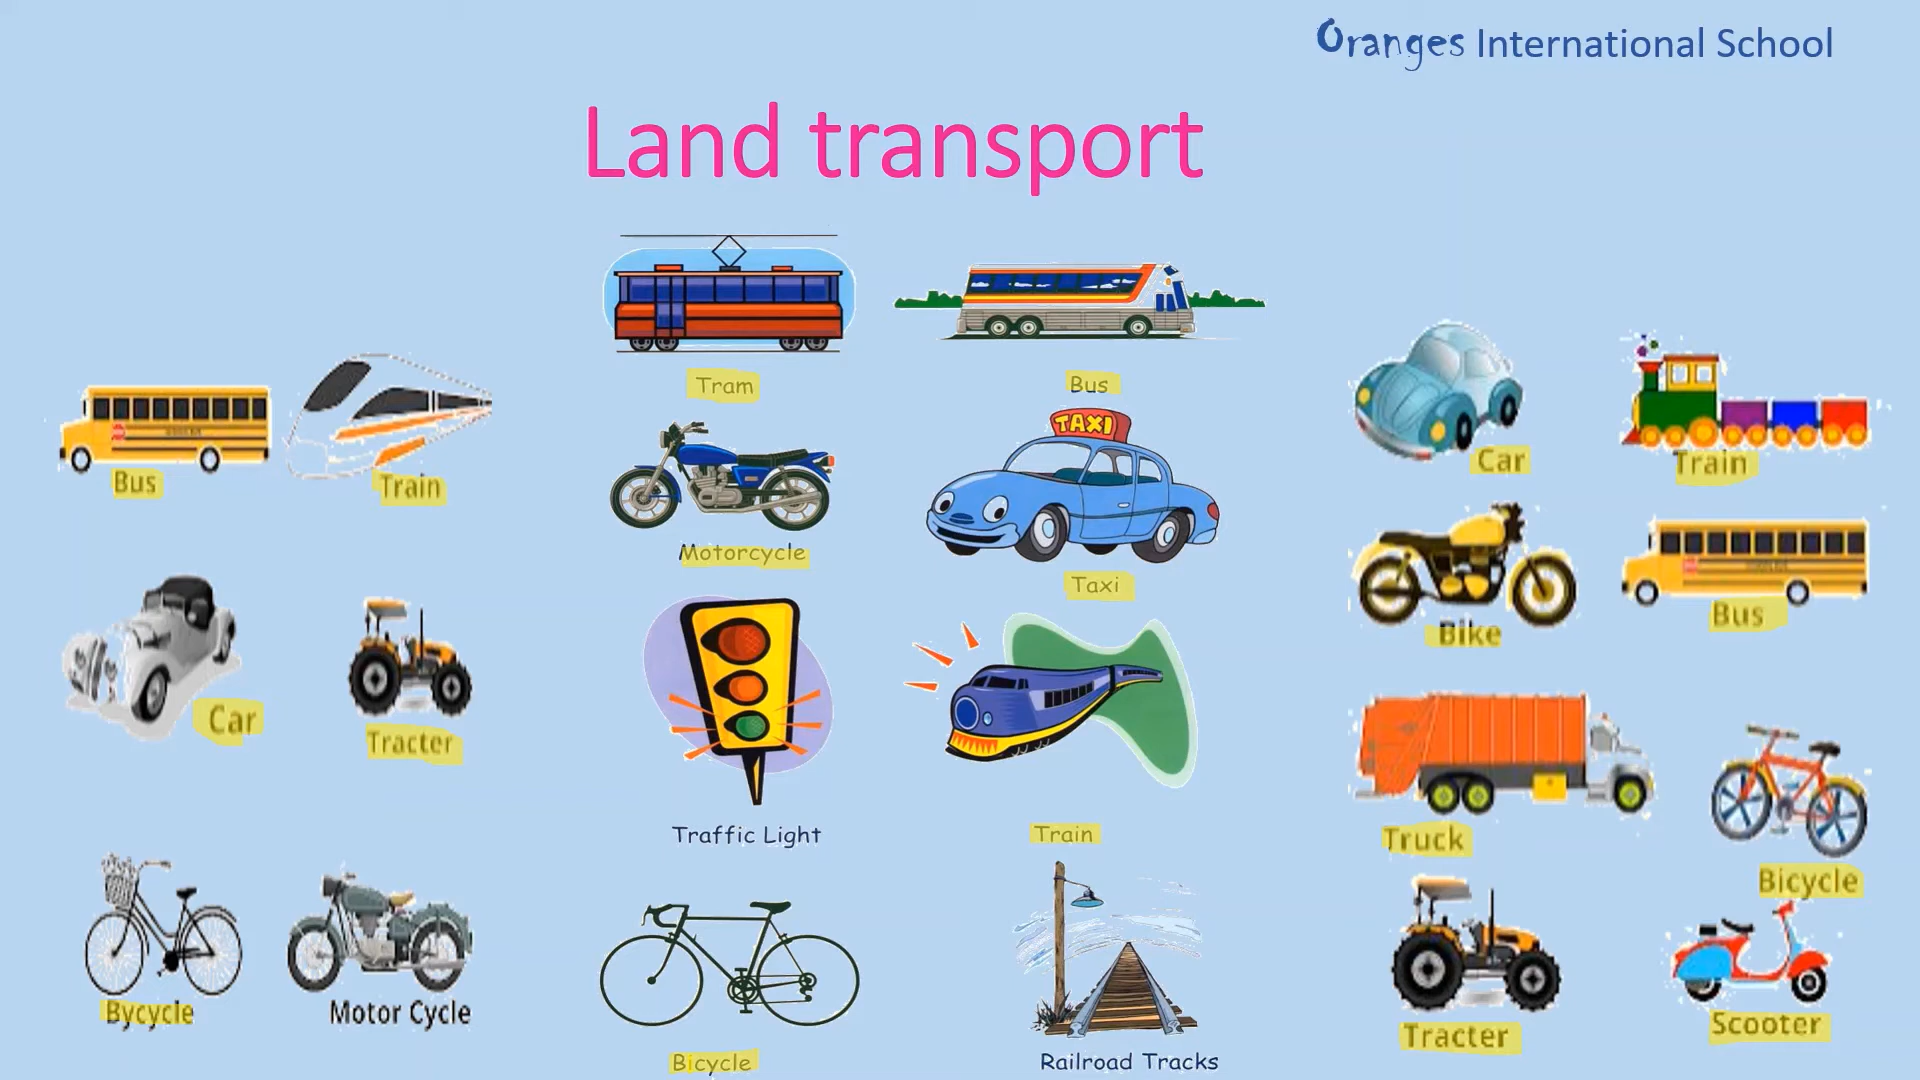 Oranges International School
Land transport
Bus
Train
Car
Tracter
Bycycle
Motor Cycle
Tram
Bus
Motorcycle
TAXI
Taxi
Traffic Light
Train
Bicycle
Railroad Tracks
Car
Train
Bike
Bus
Truck
Bicycle
Tracter
Scooter